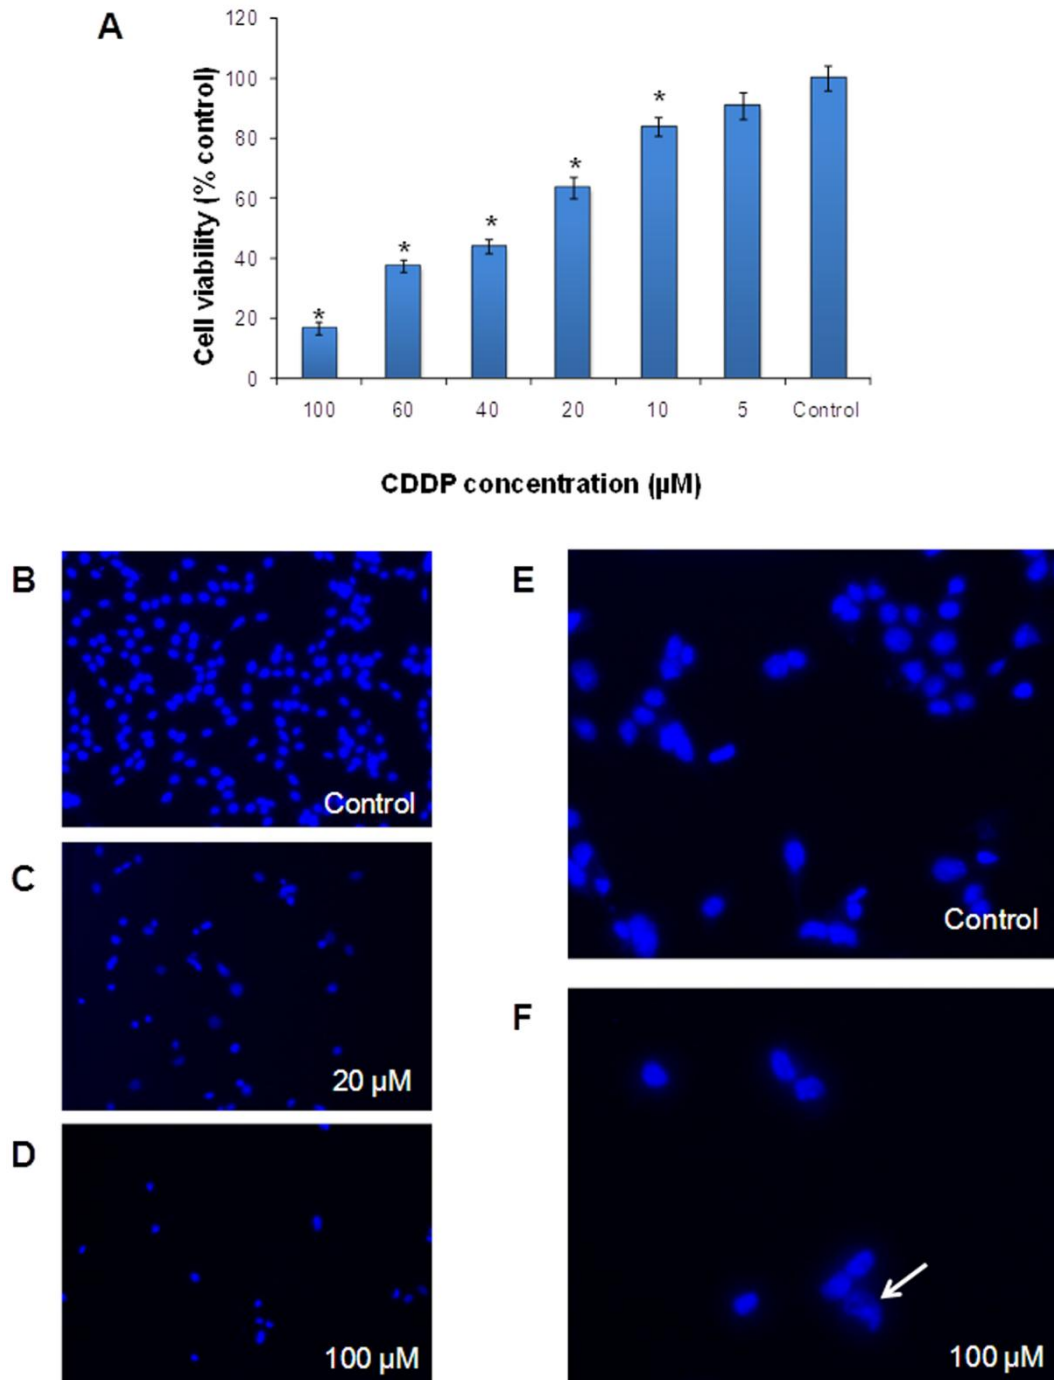 A
120
100
80
60
40
20
0
Cell viability (% control)
*
*
*
*
*
100 60 40 20 10 5 Control
CDDP concentration (µM)
B
Control
C
20 µM
D
100 µM
E
Control
F
100 µM